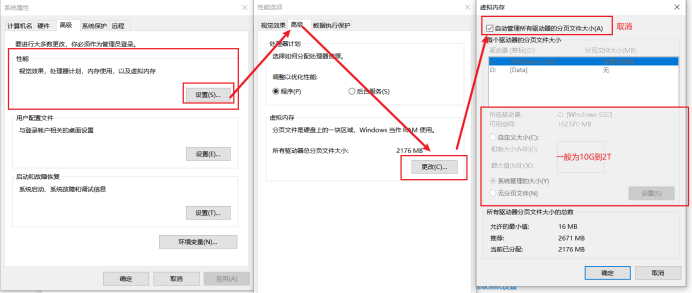 系统属性
计算机名 硬件 高级 系统保护 远程
要进行大多数更改，你必须作为管理员登录。
性能
视觉效果，处理器计划，内存使用，以及虚拟内存
设置(S)...
用户配置文件
与登录帐户相关的桌面设置
设置(E)...
启动和故障恢复
系统启动、系统故障和调试信息
设置(T)...
环境变量(N)...
确定 取消 应用(A)
性能选项
视觉效果 高级 数据执行保护
处理器计划
选择如何分配处理器资源。
调整以优化性能:
程序(P) 后台服务(S)
虚拟内存
分页文件是硬盘上的一块区域，Windows 当作 RAM 使用。
所有驱动器总分页文件大小: 2176 MB
更改(C)...
虚拟内存
自动管理所有驱动器的分页文件大小(A) 取消
每个驱动器的分页文件大小
驱动器 [卷标](D) 分页文件大小(MB)
D: [Data] 无
所选驱动器: C: [Windows-SSD]
可用空间: 162370 MB
自定义大小(C):
初始大小(MB)(I):
最大值(MB)(X):
一般为10G到2T
系统管理的大小(Y)
无分页文件(N) 设置(S)
所有驱动器分页文件大小的总数
允许的最小值: 16 MB
推荐: 2671 MB
当前已分配: 2176 MB
确定 取消